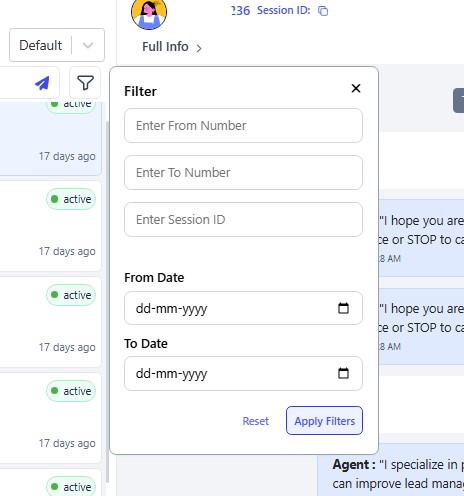 236 Session ID:
Default
Full Info
active
17 days ago
active
17 days ago
active
17 days ago
active
17 days ago
active
Filter
Enter From Number
Enter To Number
Enter Session ID
From Date
dd-mm-yyyy
To Date
dd-mm-yyyy
Reset
Apply Filters
"I hope you are
or STOP to ca
8 AM
"I hope you are
or STOP to ca
8 AM
Agent : "I specialize in p
can improve lead mana